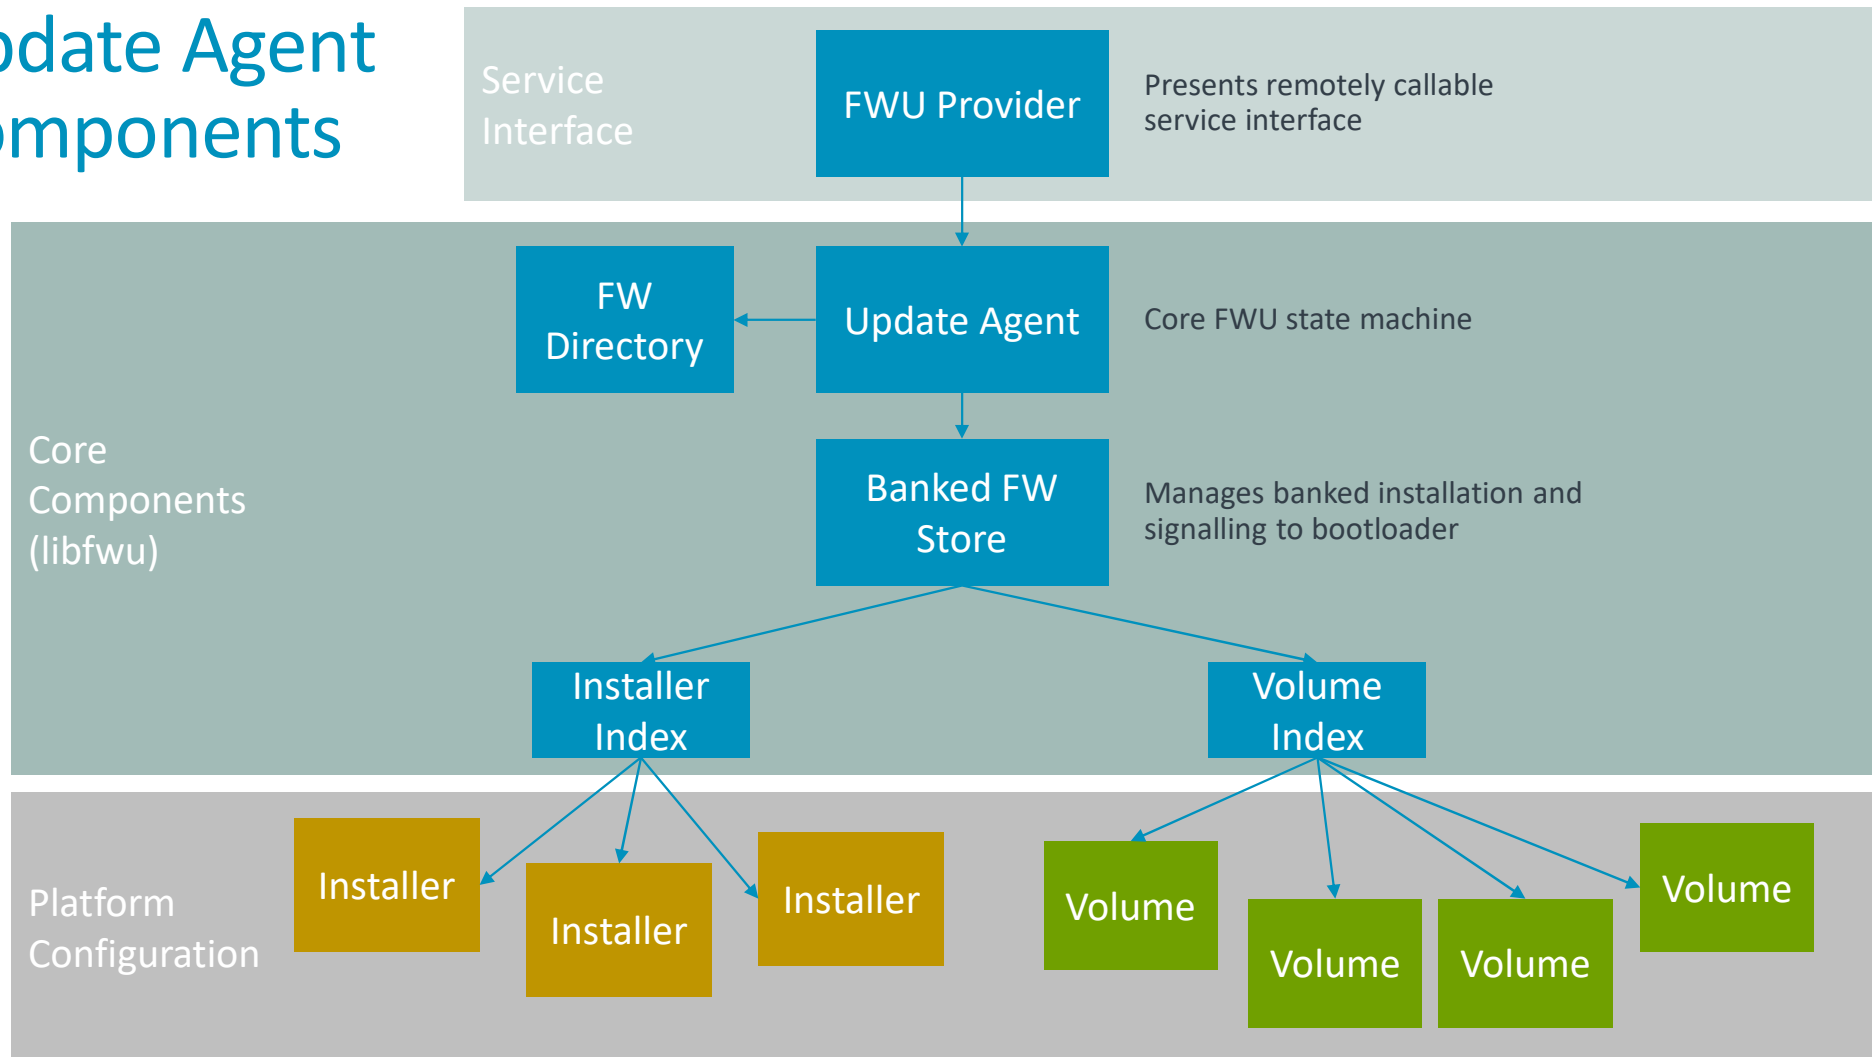 pdate Agent
omponents
Service
Interface
FWU Provider
Presents remotely callable
service interface
FW
Directory
Update Agent
Core FWU state machine
Core
Components
(libfwu)
Banked FW
Store
Manages banked installation and
signalling to bootloader
Installer
Index
Volume
Index
Platform
Configuration
Installer
Installer
Installer
Volume
Volume
Volume
Volume